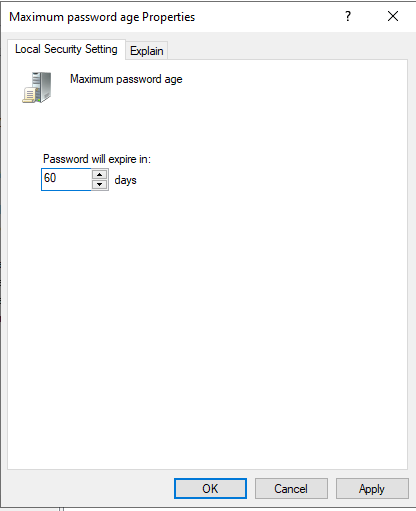 Maximum password age Properties
?
Local Security Setting
Explain
Maximum password age
Password will expire in:
60
days
OK
Cancel
Apply